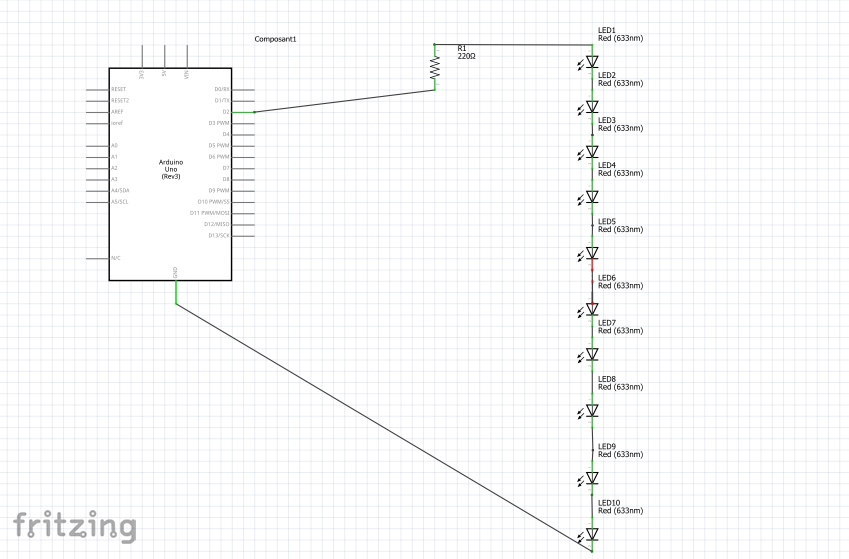 Composant1
3V3
5V
VIN
RESET
RESET2
AREF
ioref
A0
A1
A2
A3
A4/SDA
A5/SCL
N/C
D0/RX
D1/TX
D2
D3 PWM
D4
D5 PWM
D6 PWM
D7
D8
D9 PWM
D10 PWM/SS
D11 PWM/MOSI
D12/MISO
D13/SCK
Arduino
Uno
(Rev3)
GND
R1
220Ω
LED1
Red (633nm)
LED2
Red (633nm)
LED3
Red (633nm)
LED4
Red (633nm)
LED5
Red (633nm)
LED6
Red (633nm)
LED7
Red (633nm)
LED8
Red (633nm)
LED9
Red (633nm)
LED10
Red (633nm)
fritzing